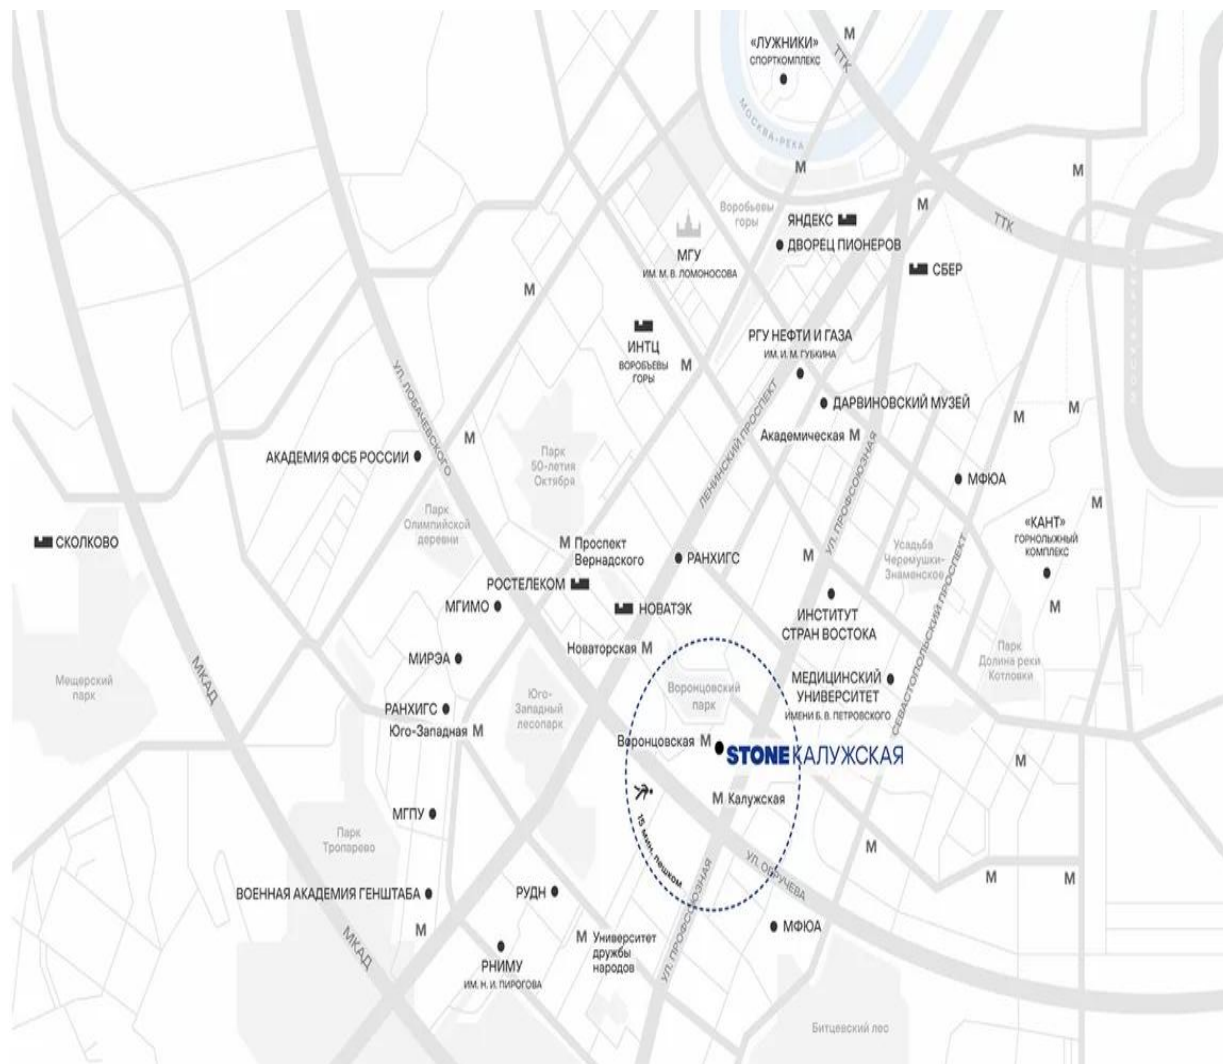 М
«ЛУЖНИКИ»
СПОРТКОМПЛЕКС
ТТК
МОСКВА-РЕКА
М
М
Воробьевы
горы
ЯНДЕКС
М
ТТК
ДВОРЕЦ ПИОНЕРОВ
МГУ
ИМ. М. В. ЛОМОНОСОВА
СБЕР
М
ИНТЦ
ВОРОБЬЕВЫ
ГОРЫ
М
РГУ НЕФТИ И ГАЗА
ИМ. И. М. ГУБКИНА
УЛ. ЛОБАЧЕВСКОГО
ЛЕНИНСКИЙ ПРОСПЕКТ
ДАРВИНОВСКИЙ МУЗЕЙ
М
М
Академическая М
М
АКАДЕМИЯ ФСБ РОССИИ
Парк
50-летия
Октября
УЛ. ПРОФСОЮЗНАЯ
МФЮА
М
Парк
Олимпийской
деревни
«КАНТ»
ГОРНОЛЫЖНЫЙ
КОМПЛЕКС
СКОЛКОВО
М Проспект
Вернадского
РАНХИГС
М
Усадьба
Черемушки-
Знаменское
РОСТЕЛЕКОМ
МГИМО
НОВАТЭК
ИНСТИТУТ
СТРАН ВОСТОКА
М
СЕВАСТОПОЛЬСКИЙ ПРОСПЕКТ
Новаторская М
МИРЭА
Парк
Долина реки
Котловки
МКАД
Мещерский
парк
Юго-
Западный
лесопарк
Воронцовский
парк
МЕДИЦИНСКИЙ
УНИВЕРСИТЕТ
ИМЕНИ Б. В. ПЕТРОВСКОГО
РАНХИГС
Юго-Западная М
Воронцовская М
STONE КАЛУЖСКАЯ
М
М Калужская
15 мин. пешком
МГПУ
Парк
Тропарево
М
УЛ. ОБРУЧЕВА
М
М
ВОЕННАЯ АКАДЕМИЯ ГЕНШТАБА
РУДН
УЛ. ПРОФСОЮЗНАЯ
МФЮА
М
МКАД
М Университет
дружбы
народов
РНИМУ
ИМ. Н. И. ПИРОГОВА
Битцевский лес